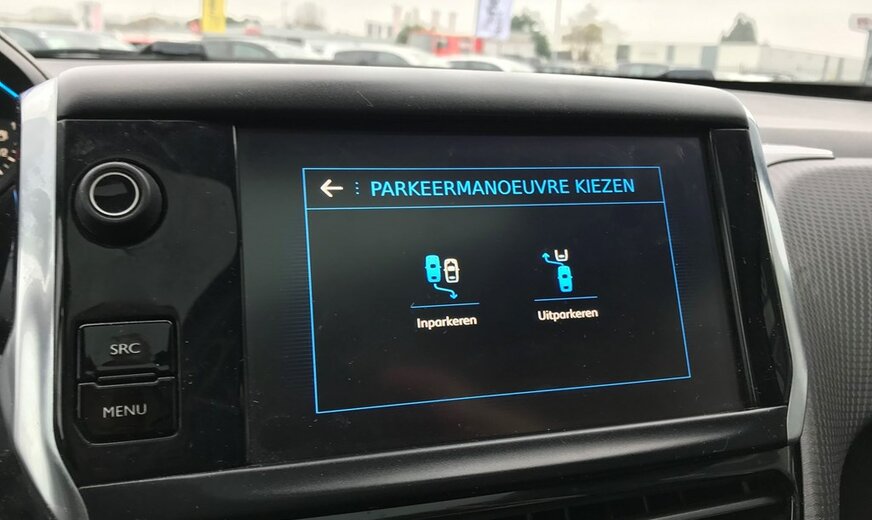 PARKEERMANOEUVRE KIEZEN
Inparkeren
Uitparkeren
SRC
MENU